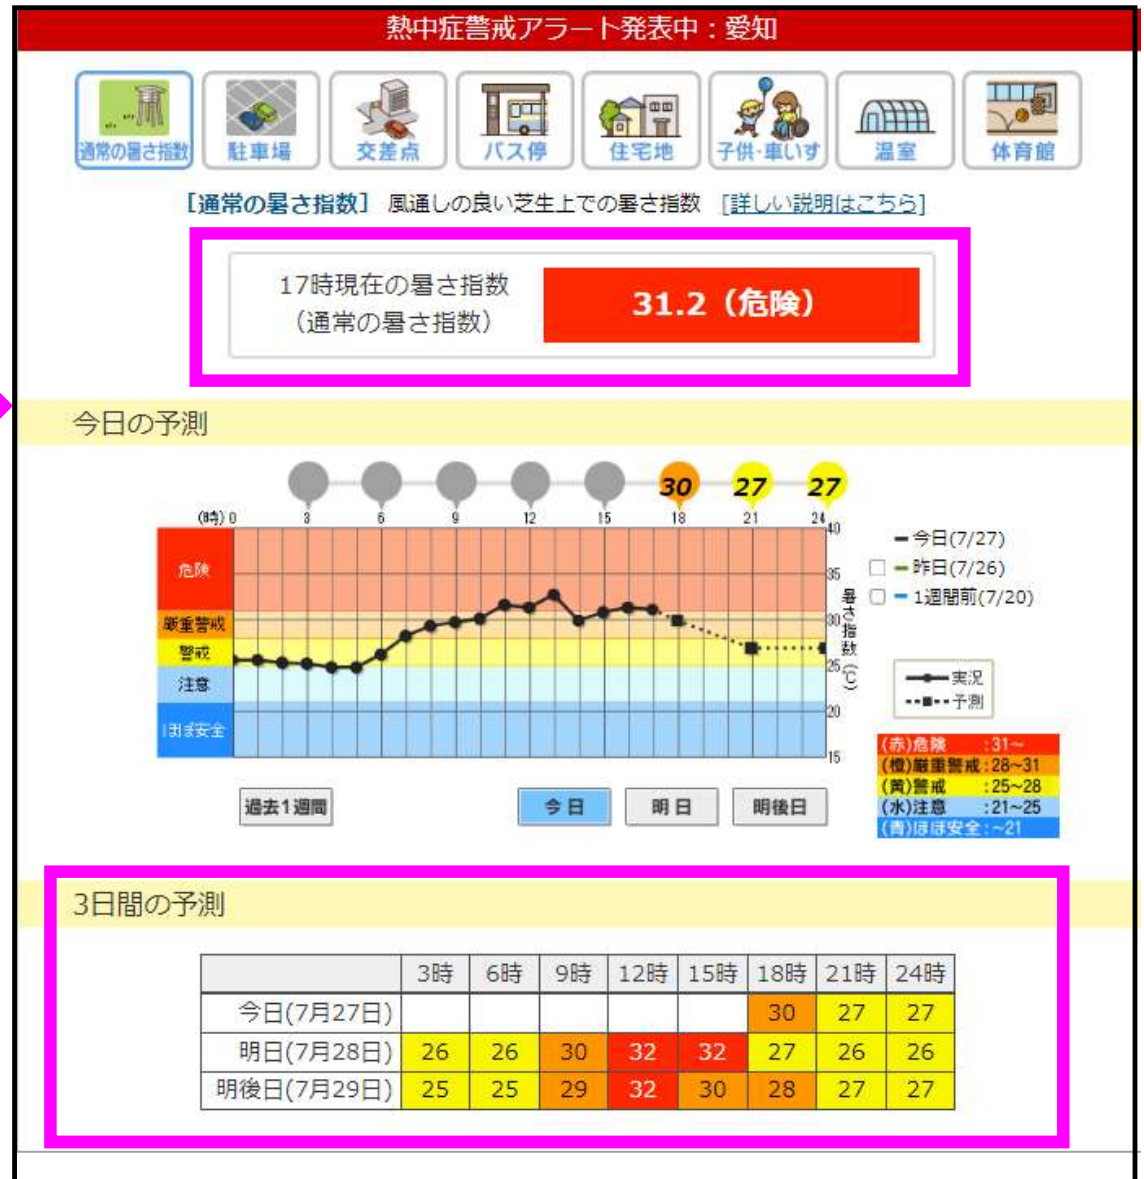 熱中症警戒アラート発表中：愛知
通常の暑さ指数 駐車場 交差点 バス停 住宅地 子供･車いす 温室 体育館
［通常の暑さ指数］ 風通しの良い芝生上での暑さ指数 [詳しい説明はこちら]
17時現在の暑さ指数
（通常の暑さ指数）
31.2（危険）
今日の予測
30 27 27
(時) 0 3 6 9 12 15 18 21 24
危険
厳重警戒
警戒
注意
ほぼ安全
40
35
30
25
20
15
暑さ指数(℃)
今日(7/27)
昨日(7/26)
1週間前(7/20)
実況
予測
(赤)危険 :31～
(橙)厳重警戒:28～31
(黄)警戒 :25～28
(水)注意 :21～25
(青)ほぼ安全:～21
過去1週間 今日 明日 明後日
3日間の予測
3時 6時 9時 12時 15時 18時 21時 24時
今日(7月27日) 30 27 27
明日(7月28日) 26 26 30 32 32 27 26 26
明後日(7月29日) 25 25 29 32 30 28 27 27